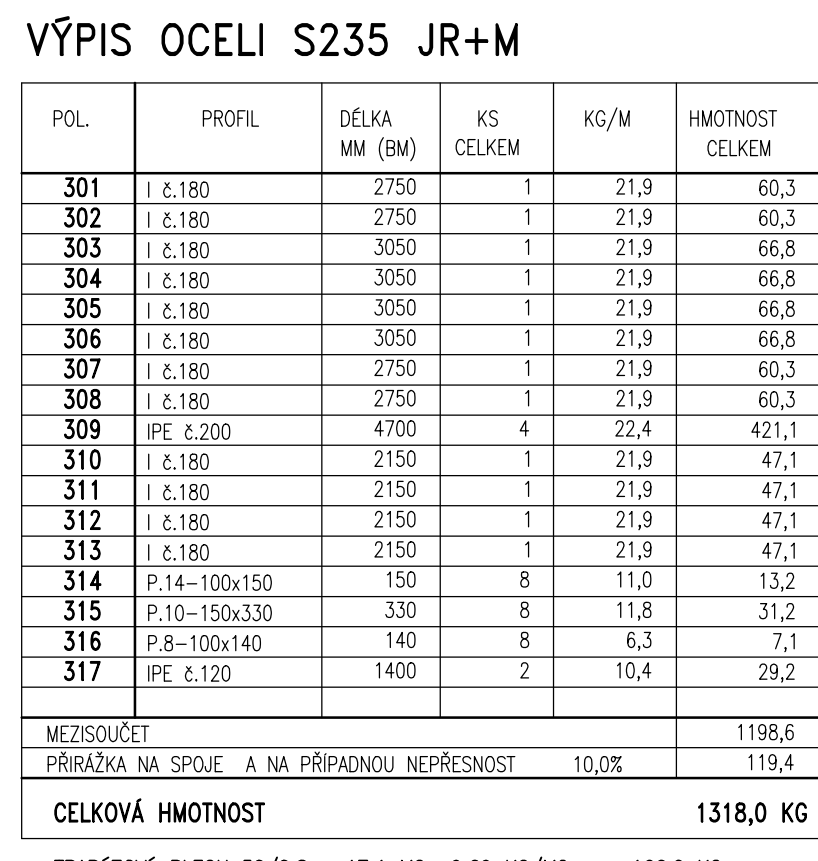 VÝPIS OCELI S235 JR+M
POL. PROFIL DÉLKA MM (BM) KS CELKEM KG/M HMOTNOST CELKEM
301 I č.180 2750 1 21,9 60,3
302 I č.180 2750 1 21,9 60,3
303 I č.180 3050 1 21,9 66,8
304 I č.180 3050 1 21,9 66,8
305 I č.180 3050 1 21,9 66,8
306 I č.180 3050 1 21,9 66,8
307 I č.180 2750 1 21,9 60,3
308 I č.180 2750 1 21,9 60,3
309 IPE č.200 4700 4 22,4 421,1
310 I č.180 2150 1 21,9 47,1
311 I č.180 2150 1 21,9 47,1
312 I č.180 2150 1 21,9 47,1
313 I č.180 2150 1 21,9 47,1
314 P.14-100x150 150 8 11,0 13,2
315 P.10-150x330 330 8 11,8 31,2
316 P.8-100x140 140 8 6,3 7,1
317 IPE č.120 1400 2 10,4 29,2
MEZISOUČET 1198,6
PŘIRÁŽKA NA SPOJE A NA PŘÍPADNOU NEPŘESNOST 10,0% 119,4
CELKOVÁ HMOTNOST 1318,0 KG